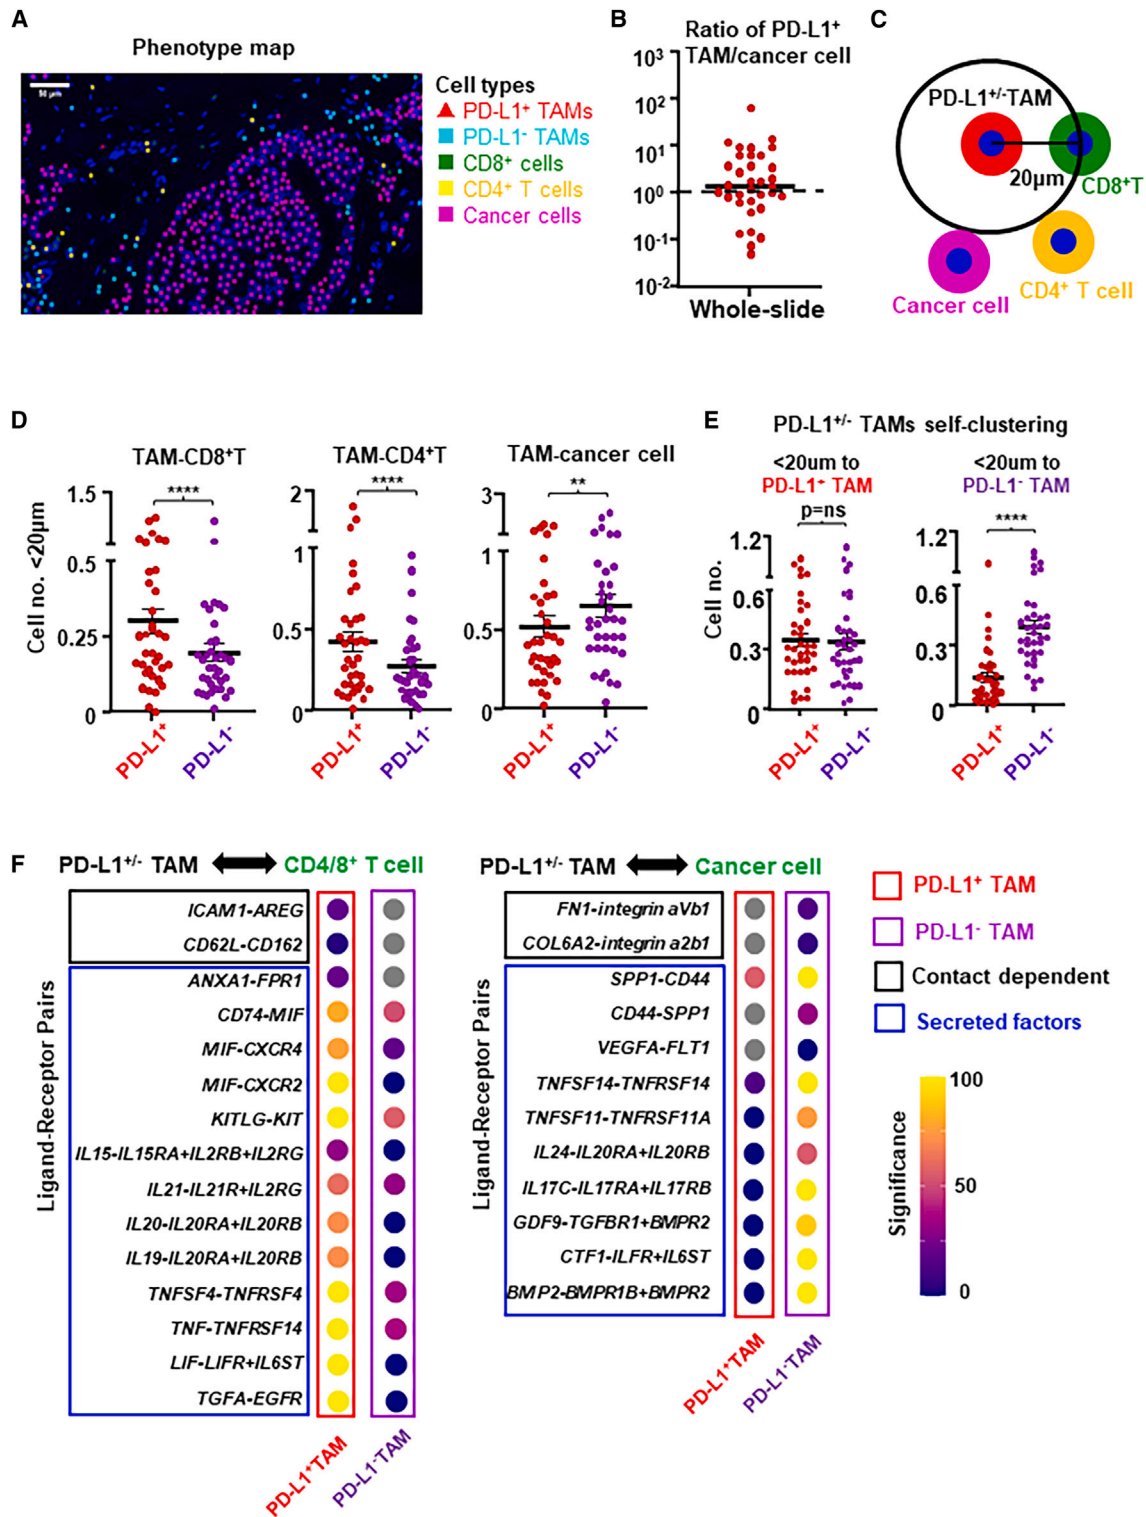 A
Phenotype map
50 µm
Cell types
PD-L1⁺ TAMs
PD-L1⁻ TAMs
CD8⁺ cells
CD4⁺ T cells
Cancer cells
B
Ratio of PD-L1⁺
TAM/cancer cell
10³
10²
10¹
10⁰
10⁻¹
10⁻²
Whole-slide
C
PD-L1⁺/⁻TAM
20µm
CD8⁺T
CD4⁺ T cell
Cancer cell
D
Cell no. <20µm
TAM-CD8⁺T
****
1.5
0.5
0.25
0
PD-L1⁺
PD-L1⁻
TAM-CD4⁺T
****
2
1
0.5
0
PD-L1⁺
PD-L1⁻
TAM-cancer cell
**
3
1
0.5
0
PD-L1⁺
PD-L1⁻
E
PD-L1⁺/⁻ TAMs self-clustering
<20um to
PD-L1⁺ TAM
p=ns
Cell no.
1.2
0.6
0.3
0
PD-L1⁺
PD-L1⁻
<20um to
PD-L1⁻ TAM
****
1.2
0.6
0.3
0
PD-L1⁺
PD-L1⁻
F
PD-L1⁺/⁻ TAM
CD4/8⁺ T cell
Ligand-Receptor Pairs
ICAM1-AREG
CD62L-CD162
ANXA1-FPR1
CD74-MIF
MIF-CXCR4
MIF-CXCR2
KITLG-KIT
IL15-IL15RA+IL2RB+IL2RG
IL21-IL21R+IL2RG
IL20-IL20RA+IL20RB
IL19-IL20RA+IL20RB
TNFSF4-TNFRSF4
TNF-TNFRSF14
LIF-LIFR+IL6ST
TGFA-EGFR
PD-L1⁺TAM
PD-L1⁻TAM
PD-L1⁺/⁻ TAM
Cancer cell
Ligand-Receptor Pairs
FN1-integrin aVb1
COL6A2-integrin a2b1
SPP1-CD44
CD44-SPP1
VEGFA-FLT1
TNFSF14-TNFRSF14
TNFSF11-TNFRSF11A
IL24-IL20RA+IL20RB
IL17C-IL17RA+IL17RB
GDF9-TGFBR1+BMPR2
CTF1-ILFR+IL6ST
BMP2-BMPR1B+BMPR2
PD-L1⁺TAM
PD-L1⁻TAM
PD-L1⁺ TAM
PD-L1⁻ TAM
Contact dependent
Secreted factors
Significance
100
50
0